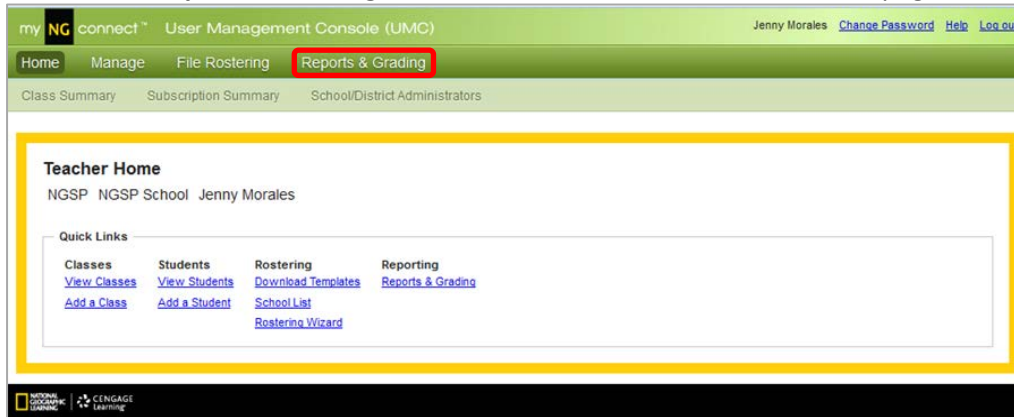 my NG connect™ User Management Console (UMC) Jenny Morales Change Password Help Log ou
Home Manage File Rostering Reports & Grading
Class Summary Subscription Summary School/District Administrators
Teacher Home
NGSP NGSP School Jenny Morales
Quick Links
Classes Students Rostering Reporting
View Classes View Students Download Templates Reports & Grading
Add a Class Add a Student School List
Rostering Wizard
NATIONAL GEOGRAPHIC LEARNING CENGAGE Learning